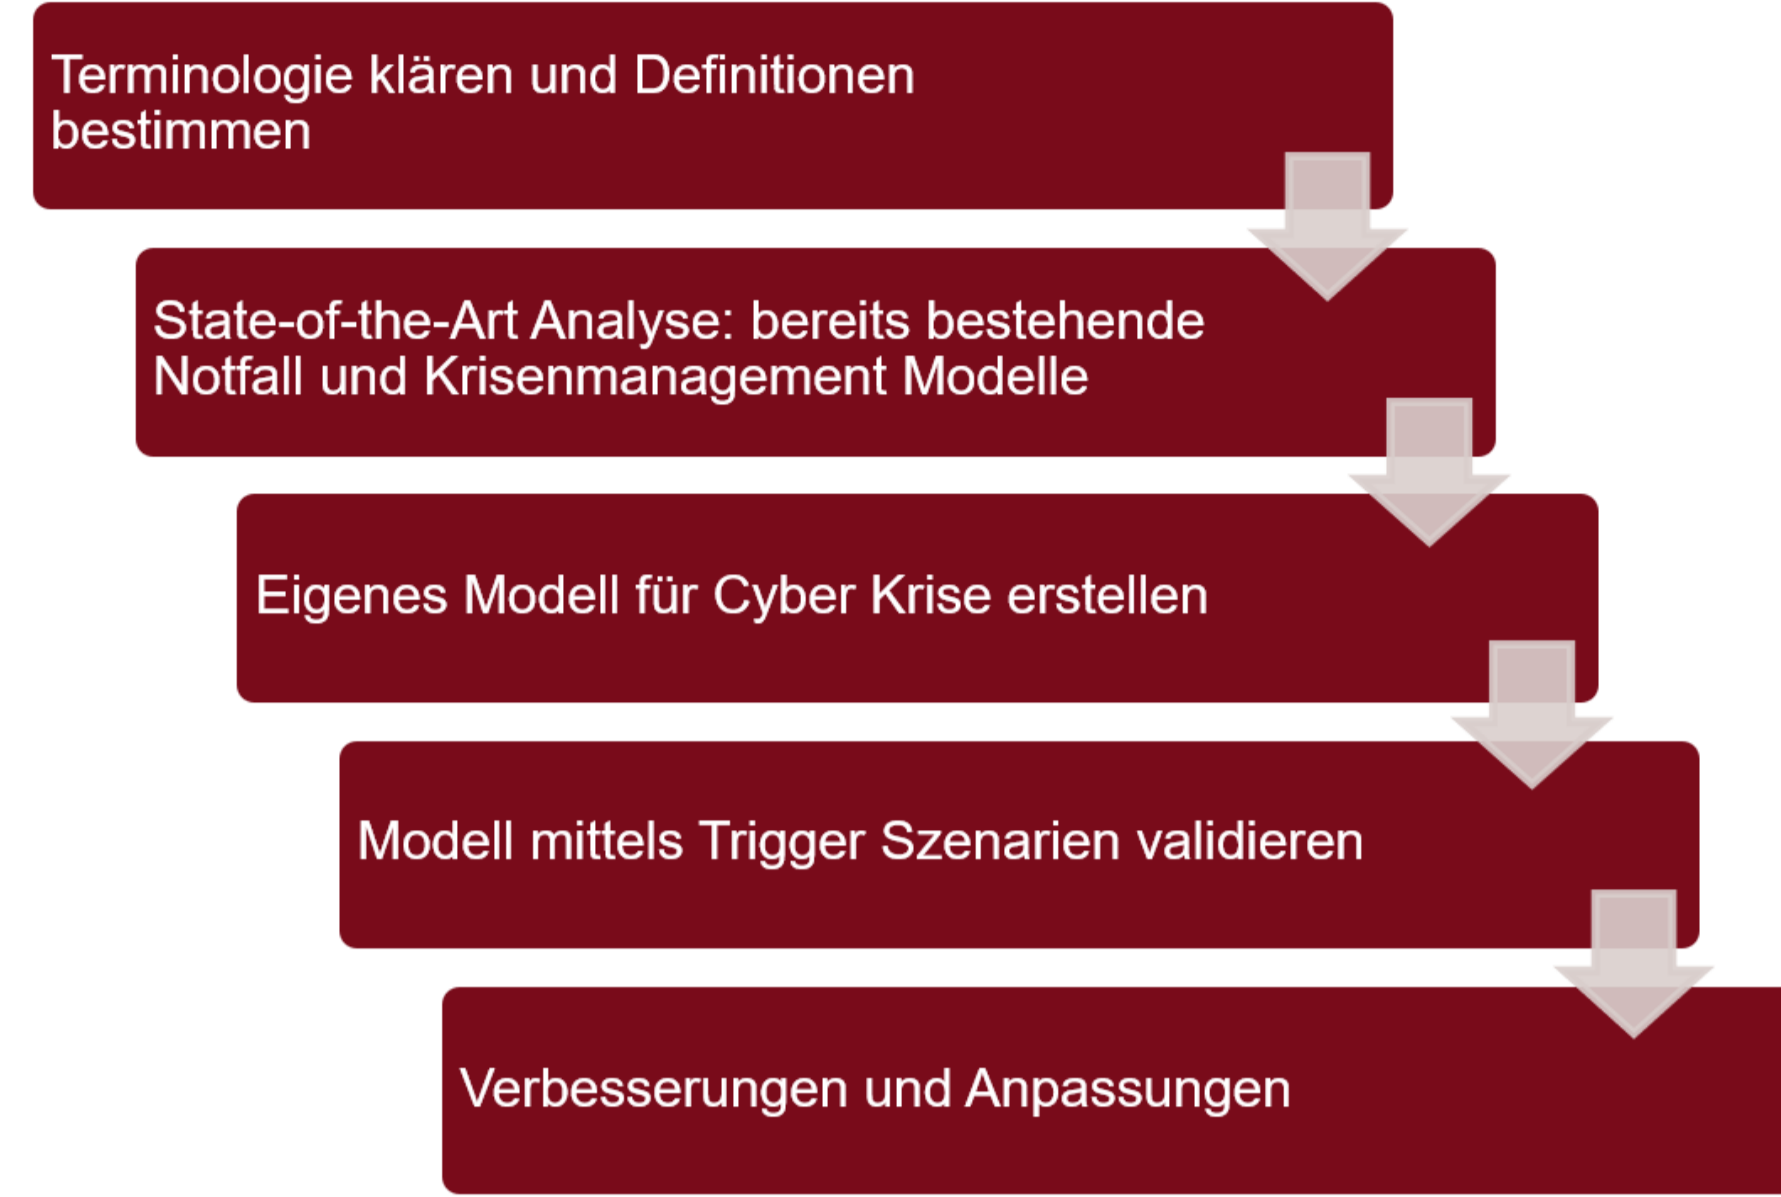 Terminologie klären und Definitionen
bestimmen
State-of-the-Art Analyse: bereits bestehende
Notfall und Krisenmanagement Modelle
Eigenes Modell für Cyber Krise erstellen
Modell mittels Trigger Szenarien validieren
Verbesserungen und Anpassungen